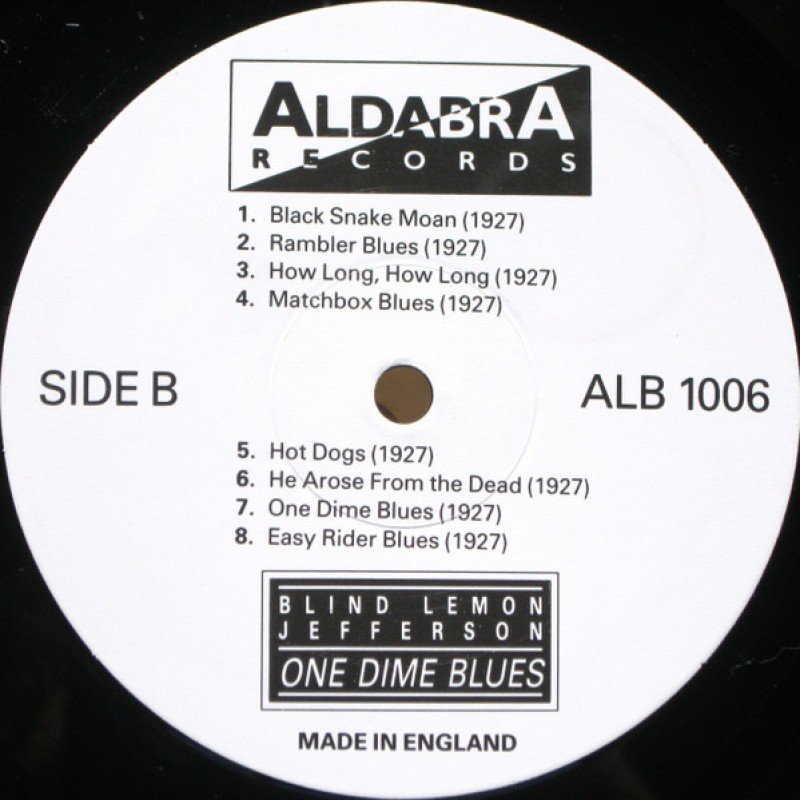 ALDABRA
RECORDS
1. Black Snake Moan (1927)
2. Rambler Blues (1927)
3. How Long, How Long (1927)
4. Matchbox Blues (1927)
SIDE B
ALB 1006
5. Hot Dogs (1927)
6. He Arose From the Dead (1927)
7. One Dime Blues (1927)
8. Easy Rider Blues (1927)
BLIND LEMON
JEFFERSON
ONE DIME BLUES
MADE IN ENGLAND